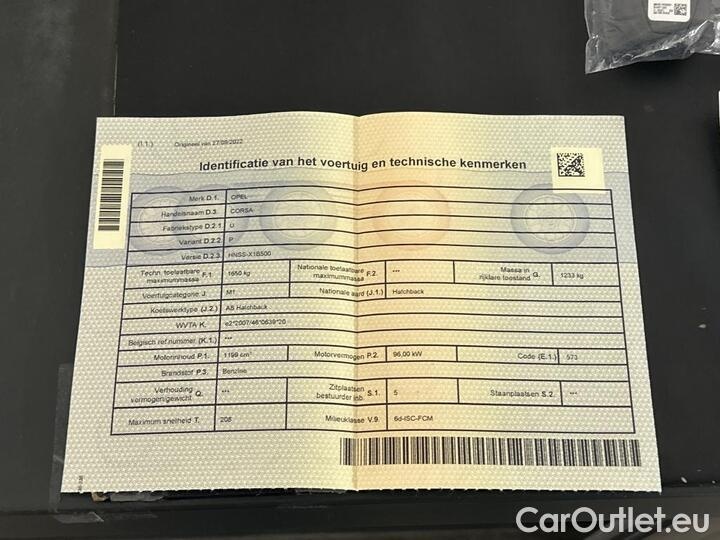 (I.1.) Origineel van 27/09/2022
Identificatie van het voertuig en technische kenmerken
Merk D.1. OPEL
Handelsnaam D.3. CORSA
Fabriekstype D.2.1 U
Variant D.2.2 P
Versie D.2.3 HNSS-X1B500
Techn. toelaatbare maximummassa F.1 1650 kg Nationale toelaatbare maximummassa F.2. --- Massa in rijklare toestand G. 1233 kg
Voertuigcategorie J. M1 Nationale aard (J.1.) Hatchback
Koetswerktype (J.2.) AB Hatchback
WVTA K. e2*2007/46*0639*20
Belgisch ref.nummer (K.1.) ---
Motorinhoud P.1. 1199 cm³ Motorvermogen P.2. 96,00 kW Code (E.1.) 573
Brandstof P.3. Benzine
Verhouding vermogen/gewicht Q. --- Zitplaatsen bestuurder inb. S.1. 5 Staanplaatsen S.2. ---
Maximum snelheid T. 208 Milieuklasse V.9. 6d-ISC-FCM
CarOutlet.eu